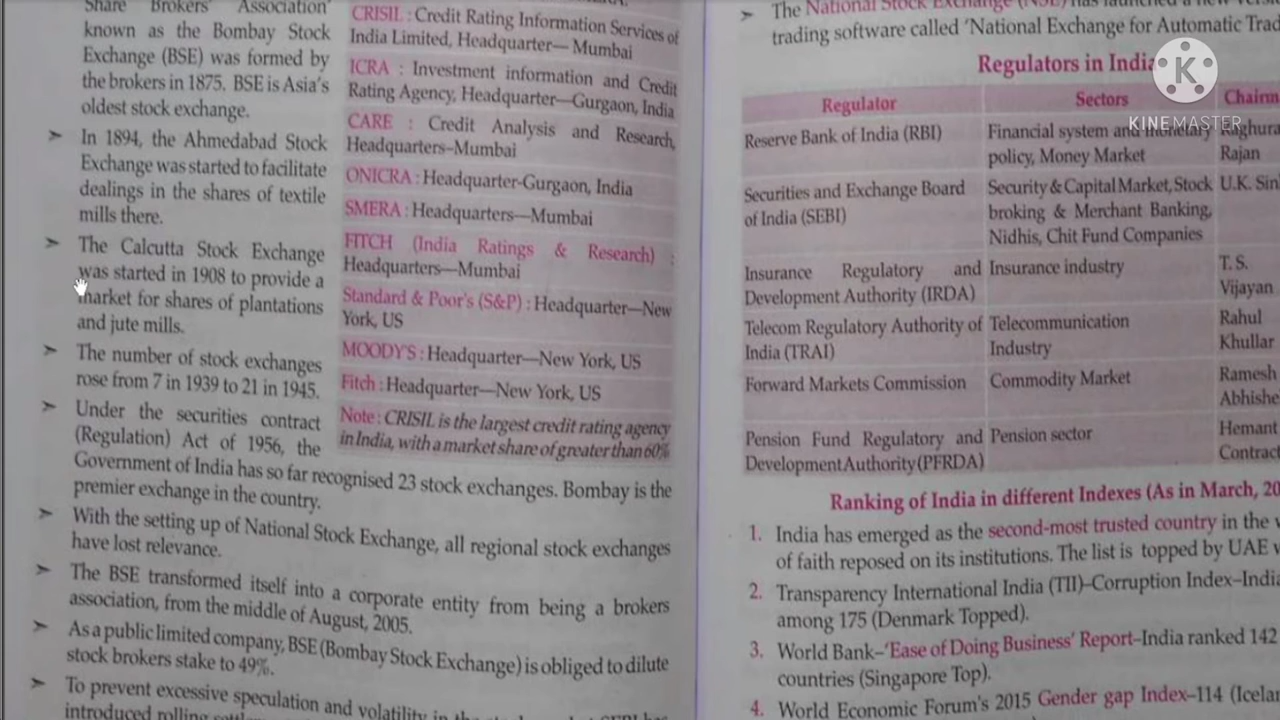 Share Brokers' Association'
known as the Bombay Stock
Exchange (BSE) was formed by
the brokers in 1875. BSE is Asia's
oldest stock exchange.
➤ In 1894, the Ahmedabad Stock
Exchange was started to facilitate
dealings in the shares of textile
mills there.
➤ The Calcutta Stock Exchange
was started in 1908 to provide a
market for shares of plantations
and jute mills.
➤ The number of stock exchanges
rose from 7 in 1939 to 21 in 1945.
➤ Under the securities contract
(Regulation) Act of 1956, the
Government of India has so far recognised 23 stock exchanges. Bombay is the
premier exchange in the country.
➤ With the setting up of National Stock Exchange, all regional stock exchanges
have lost relevance.
➤ The BSE transformed itself into a corporate entity from being a brokers
association, from the middle of August, 2005.
➤ As a public limited company, BSE (Bombay Stock Exchange) is obliged to dilute
stock brokers stake to 49%.
➤ To prevent excessive speculation and volatility in the
introduced rolling
CRISIL : Credit Rating Information Services of
India Limited, Headquarter— Mumbai
ICRA : Investment information and Credit
Rating Agency, Headquarter—Gurgaon, India
CARE : Credit Analysis and Research,
Headquarters–Mumbai
ONICRA : Headquarter-Gurgaon, India
SMERA : Headquarters—Mumbai
FITCH (India Ratings & Research) :
Headquarters—Mumbai
Standard & Poor's (S&P) : Headquarter—New
York, US
MOODY'S : Headquarter—New York, US
Fitch : Headquarter—New York, US
Note : CRISIL is the largest credit rating agency
in India, with a market share of greater than 60%
➤ The National Stock Exchange (NSE) has launched a new
trading software called 'National Exchange for Automatic Trad
Regulators in India
Regulator Sectors Chairm
Reserve Bank of India (RBI) Financial system and monetary Raghura
policy, Money Market Rajan
Securities and Exchange Board Security & Capital Market, Stock U.K. Sin
of India (SEBI) broking & Merchant Banking,
Nidhis, Chit Fund Companies
Insurance Regulatory and Insurance industry T. S.
Development Authority (IRDA) Vijayan
Telecom Regulatory Authority of Telecommunication Rahul
India (TRAI) Industry Khullar
Forward Markets Commission Commodity Market Ramesh
Abhishe
Pension Fund Regulatory and Pension sector Hemant
Development Authority (PFRDA) Contract
Ranking of India in different Indexes (As in March, 20
1. India has emerged as the second-most trusted country in the w
of faith reposed on its institutions. The list is topped by UAE w
2. Transparency International India (TII)–Corruption Index–India
among 175 (Denmark Topped).
3. World Bank–'Ease of Doing Business' Report–India ranked 142
countries (Singapore Top).
4. World Economic Forum's 2015 Gender gap Index–114 (Icelan
K
KINEMASTER